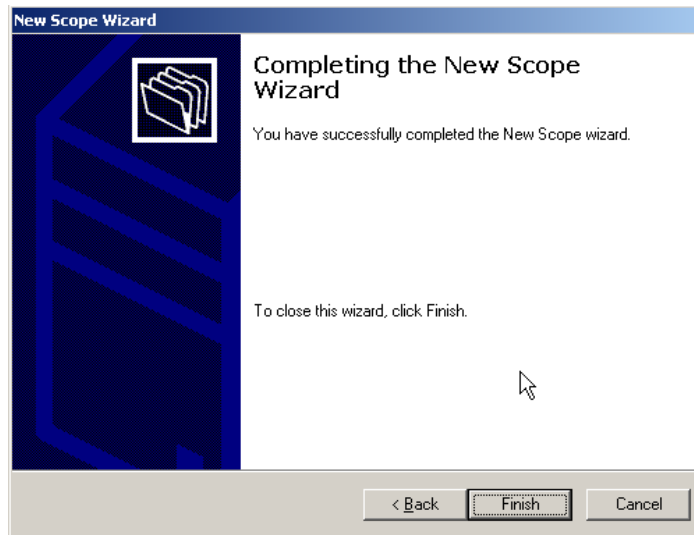 New Scope Wizard
Completing the New Scope
Wizard
You have successfully completed the New Scope wizard.
To close this wizard, click Finish.
< Back
Finish
Cancel